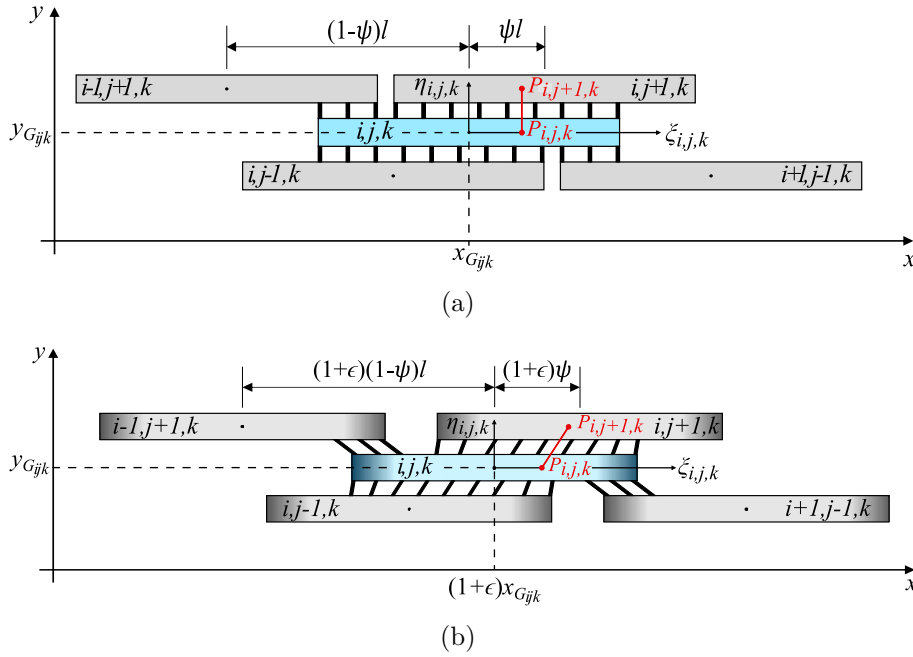 y
(1-ψ)l
ψl
i-1,j+1,k
η_{i,j,k}
P_{i,j+1,k}
i,j+1,k
y_{G_{ijk}}
i,j,k
P_{i,j,k}
ξ_{i,j,k}
i,j-1,k
i+1,j-1,k
x_{G_{ijk}}
x
(a)
y
(1+ϵ)(1-ψ)l
(1+ϵ)ψ
i-1,j+1,k
η_{i,j,k}
P_{i,j+1,k}
i,j+1,k
y_{G_{ijk}}
i,j,k
P_{i,j,k}
ξ_{i,j,k}
i,j-1,k
i+1,j-1,k
(1+ϵ)x_{G_{ijk}}
x
(b)